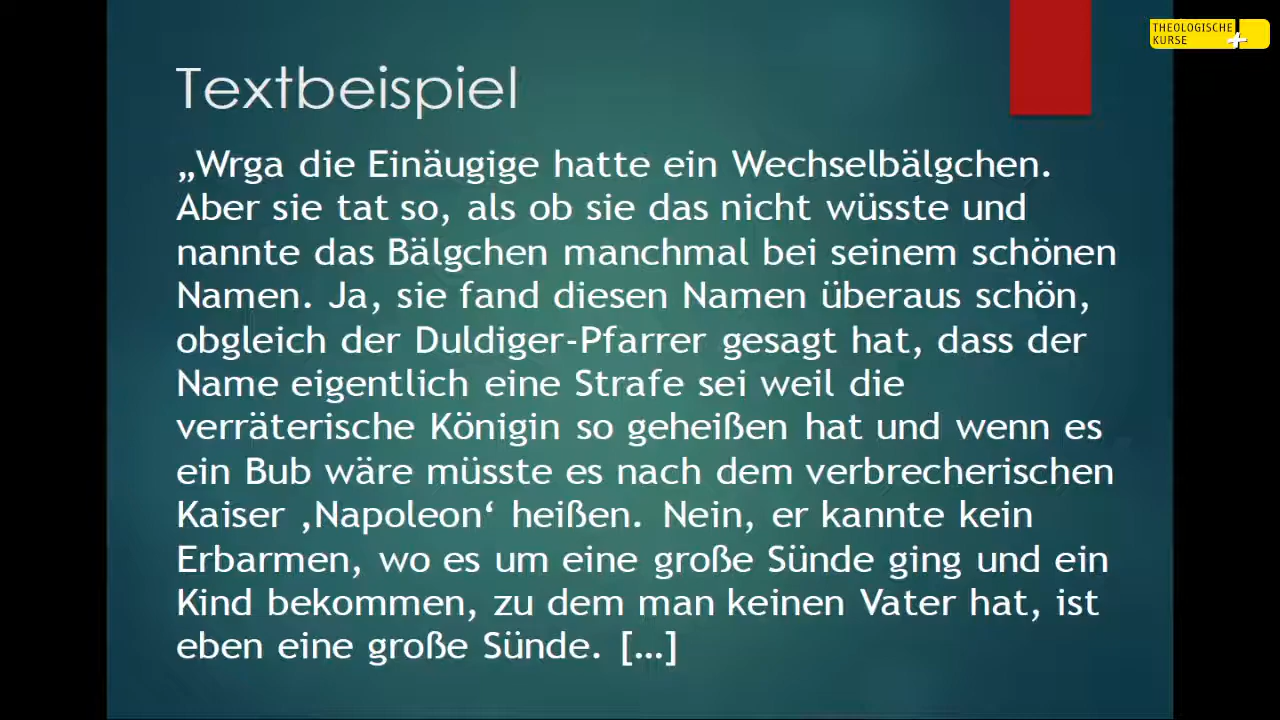 THEOLOGISCHE
KURSE
Textbeispiel
„Wrga die Einäugige hatte ein Wechselbälgchen.
Aber sie tat so, als ob sie das nicht wüsste und
nannte das Bälgchen manchmal bei seinem schönen
Namen. Ja, sie fand diesen Namen überaus schön,
obgleich der Duldiger-Pfarrer gesagt hat, dass der
Name eigentlich eine Strafe sei weil die
verräterische Königin so geheißen hat und wenn es
ein Bub wäre müsste es nach dem verbrecherischen
Kaiser ‚Napoleon‘ heißen. Nein, er kannte kein
Erbarmen, wo es um eine große Sünde ging und ein
Kind bekommen, zu dem man keinen Vater hat, ist
eben eine große Sünde. […]